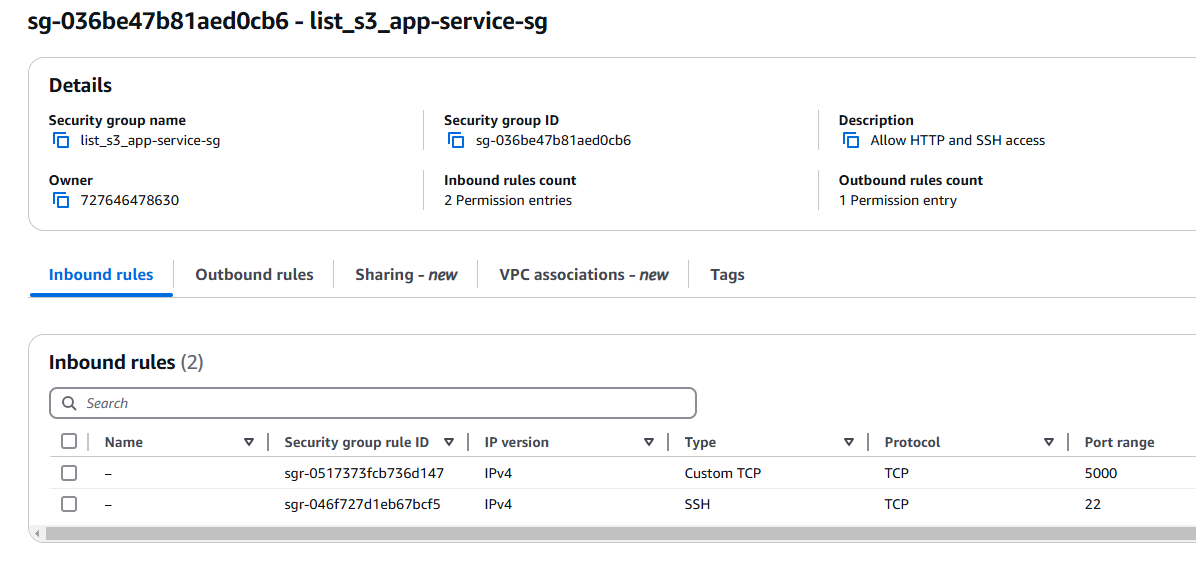 sg-036be47b81aed0cb6 - list_s3_app-service-sg
Details
Security group name
list_s3_app-service-sg
Security group ID
sg-036be47b81aed0cb6
Description
Allow HTTP and SSH access
Owner
727646478630
Inbound rules count
2 Permission entries
Outbound rules count
1 Permission entry
Inbound rules Outbound rules Sharing - new VPC associations - new Tags
Inbound rules (2)
Search
Name Security group rule ID IP version Type Protocol Port range
– sgr-0517373fcb736d147 IPv4 Custom TCP TCP 5000
– sgr-046f727d1eb67bcf5 IPv4 SSH TCP 22